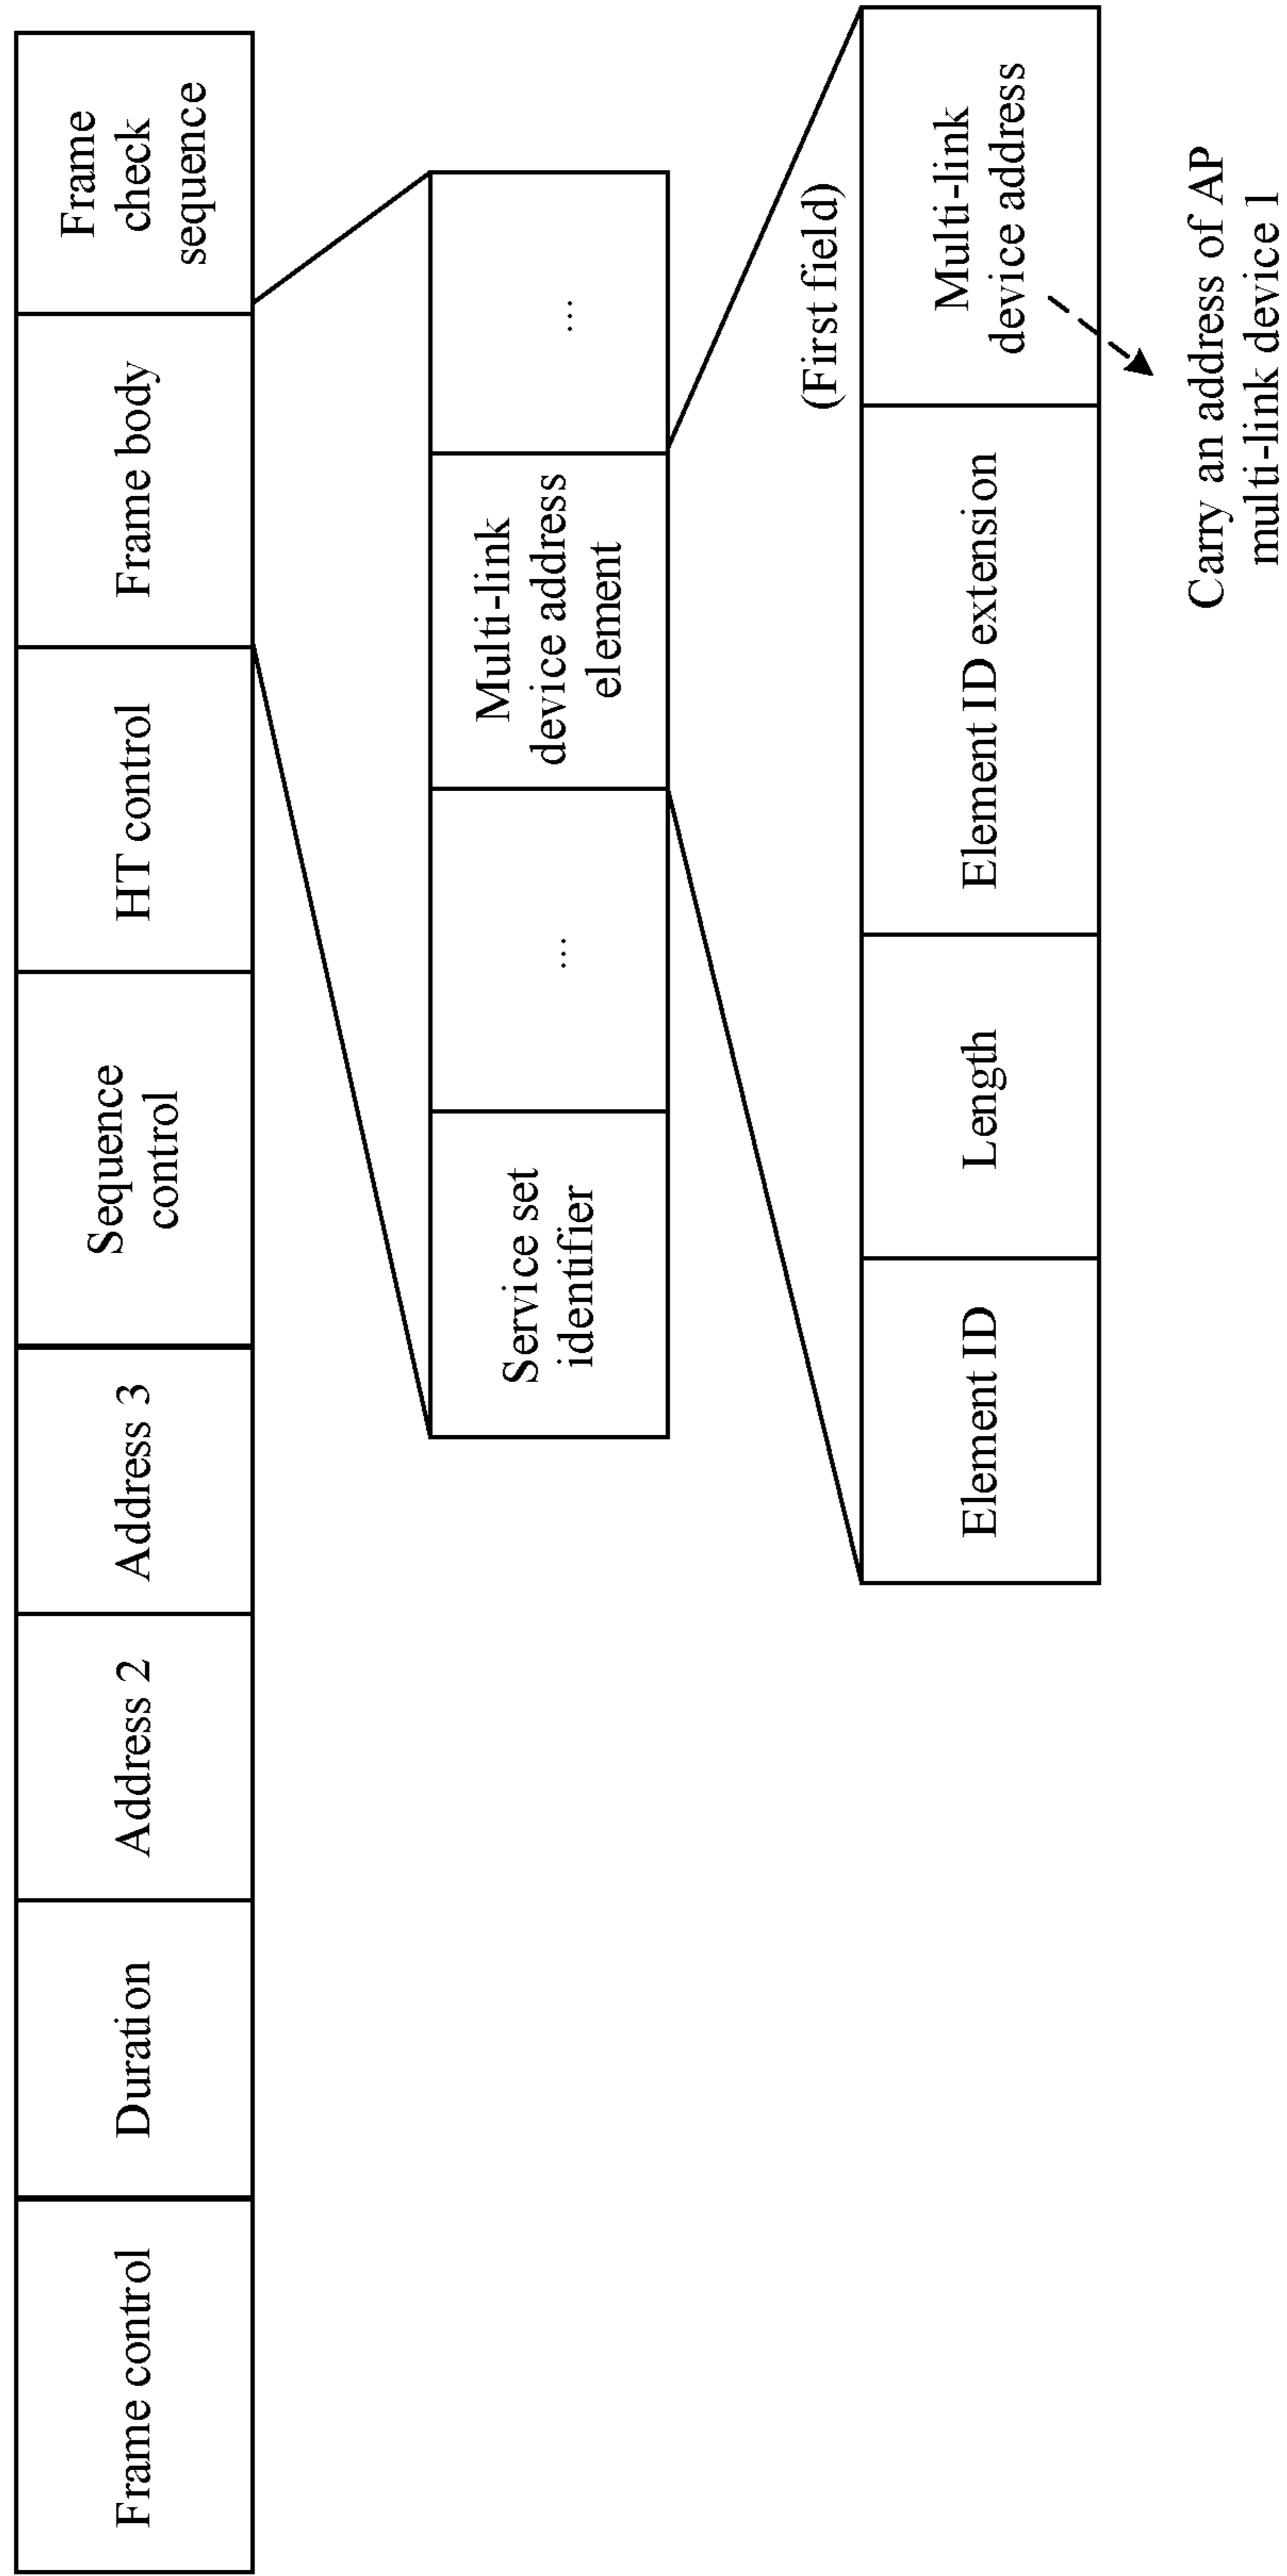 Frame control
Duration
Address 2
Address 3
Sequence
control
HT control
Frame body
Frame
check
sequence
Service set
identifier
...
Multi-link
device address
element
...
(First field)
Element ID
Length
Element ID extension
Multi-link
device address
Carry an address of AP
multi-link device 1